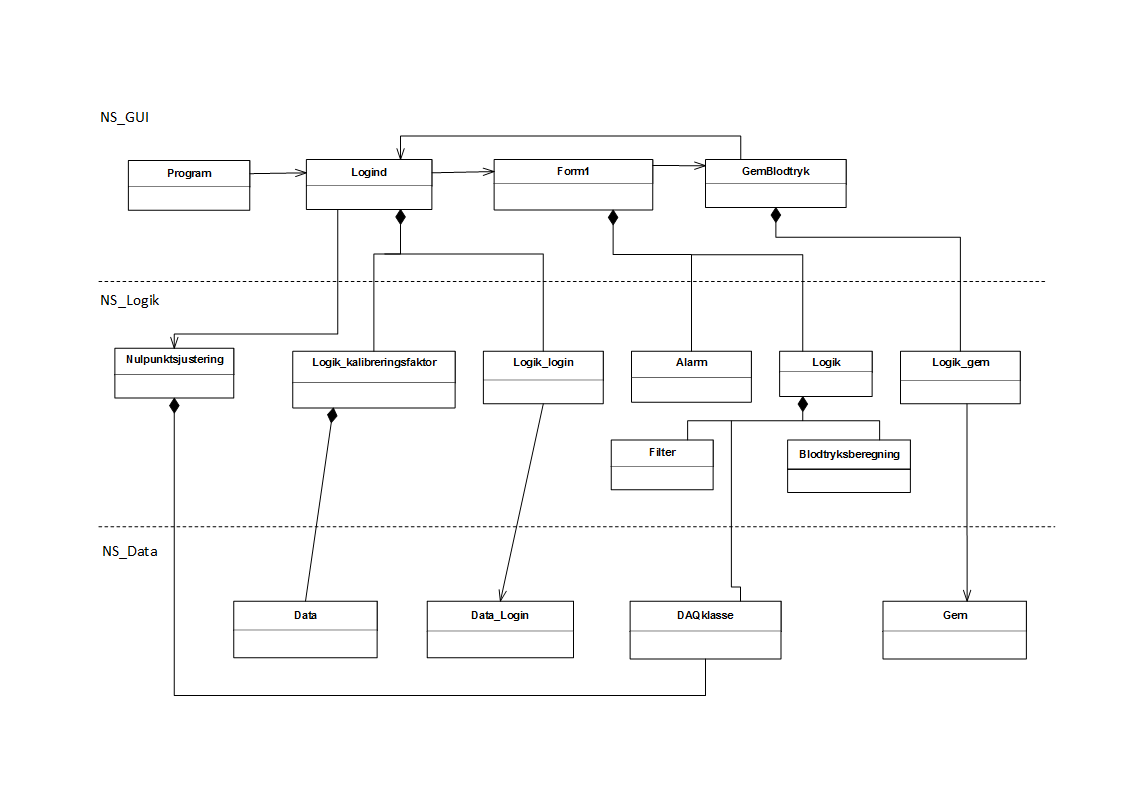 NS_GUI
Program
Logind
Form1
GemBlodtryk
NS_Logik
Nulpunktsjustering
Logik_kalibreringsfaktor
Logik_login
Alarm
Logik
Logik_gem
Filter
Blodtryksberegning
NS_Data
Data
Data_Login
DAQklasse
Gem